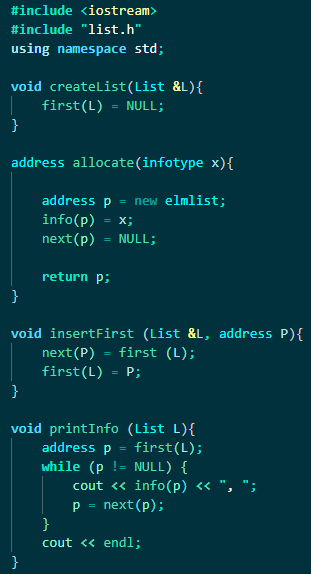 #include <iostream>
#include "list.h"
using namespace std;

void createList(List &L){
    first(L) = NULL;
}

address allocate(infotype x){

    address p = new elmlist;
    info(p) = x;
    next(p) = NULL;

    return p;
}

void insertFirst (List &L, address P){
    next(P) = first (L);
    first(L) = P;
}

void printInfo (List L){
    address p = first(L);
    while (p != NULL) {
        cout << info(p) << ", ";
        p = next(p);
    }
    cout << endl;
}